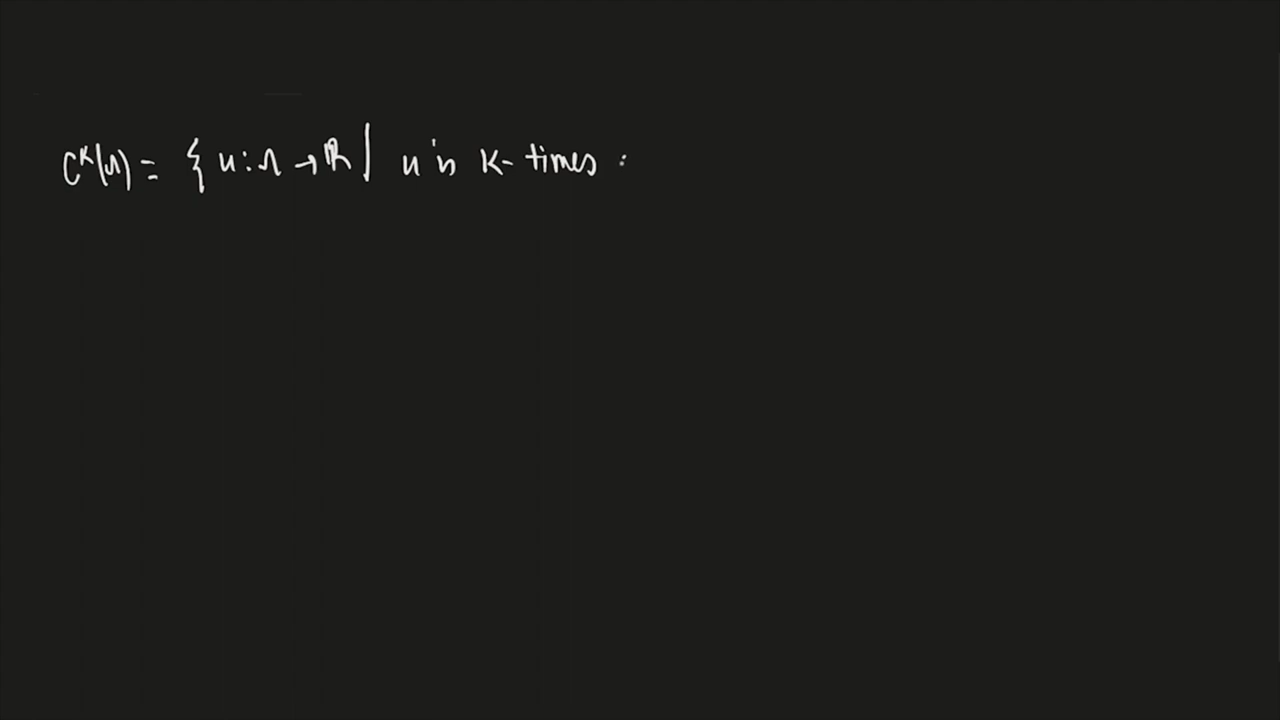 C^k(Ω) = { u : Ω → ℝ | u is k-times